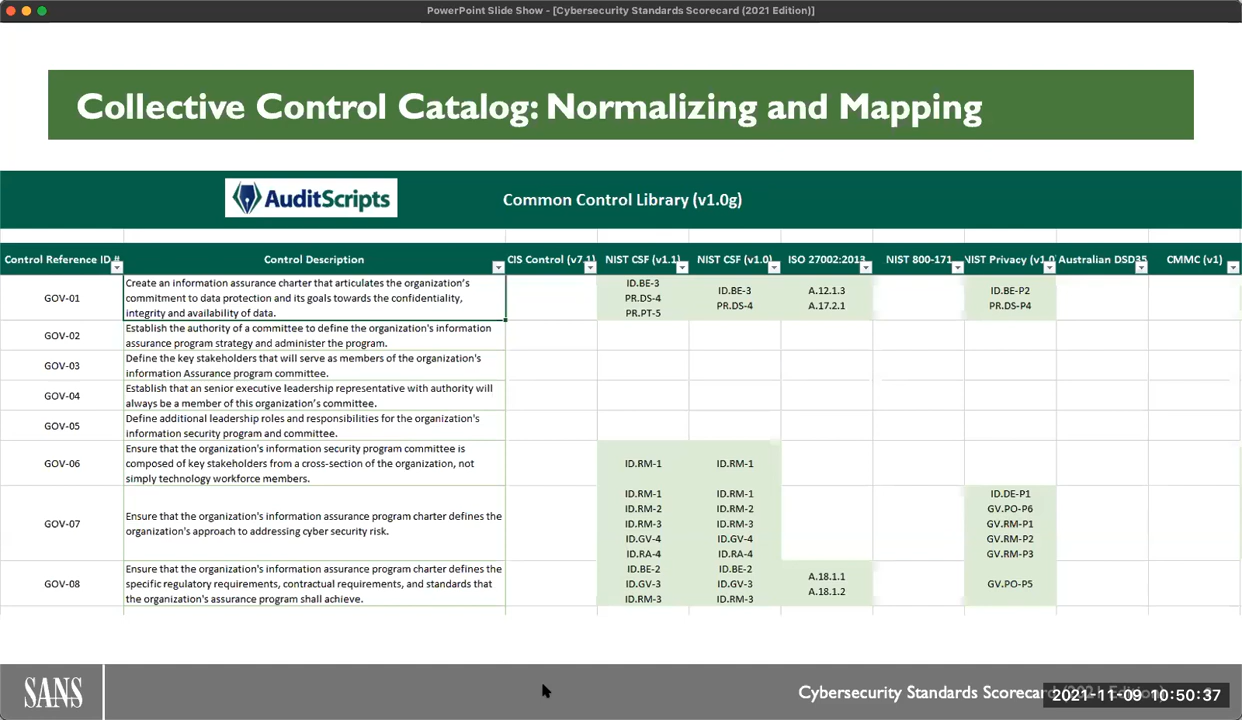 PowerPoint Slide Show - [Cybersecurity Standards Scorecard (2021 Edition)]
Collective Control Catalog: Normalizing and Mapping
AuditScripts
Common Control Library (v1.0g)
Control Reference ID # Control Description CIS Control (v7.1) NIST CSF (v1.1) NIST CSF (v1.0) ISO 27002:2013 NIST 800-171 NIST Privacy (v1.0 Australian DSD35 CMMC (v1)
GOV-01
Create an information assurance charter that articulates the organization's
commitment to data protection and its goals towards the confidentiality,
integrity and availability of data.
ID.BE-3
PR.DS-4
PR.PT-5
ID.BE-3
PR.DS-4
A.12.1.3
A.17.2.1
ID.BE-P2
PR.DS-P4
GOV-02
Establish the authority of a committee to define the organization's information
assurance program strategy and administer the program.
GOV-03
Define the key stakeholders that will serve as members of the organization's
information Assurance program committee.
GOV-04
Establish that an senior executive leadership representative with authority will
always be a member of this organization's committee.
GOV-05
Define additional leadership roles and responsibilities for the organization's
information security program and committee.
GOV-06
Ensure that the organization's information security program committee is
composed of key stakeholders from a cross-section of the organization, not
simply technology workforce members.
ID.RM-1
ID.RM-1
GOV-07
Ensure that the organization's information assurance program charter defines the
organization's approach to addressing cyber security risk.
ID.RM-1
ID.RM-2
ID.RM-3
ID.GV-4
ID.RA-4
ID.RM-1
ID.RM-2
ID.RM-3
ID.GV-4
ID.RA-4
ID.DE-P1
GV.PO-P6
GV.RM-P1
GV.RM-P2
GV.RM-P3
GOV-08
Ensure that the organization's information assurance program charter defines the
specific regulatory requirements, contractual requirements, and standards that
the organization's assurance program shall achieve.
ID.BE-2
ID.GV-3
ID.RM-3
ID.BE-2
ID.GV-3
ID.RM-3
A.18.1.1
A.18.1.2
GV.PO-P5
SANS
Cybersecurity Standards Scorecard
2021-11-09 10:50:37